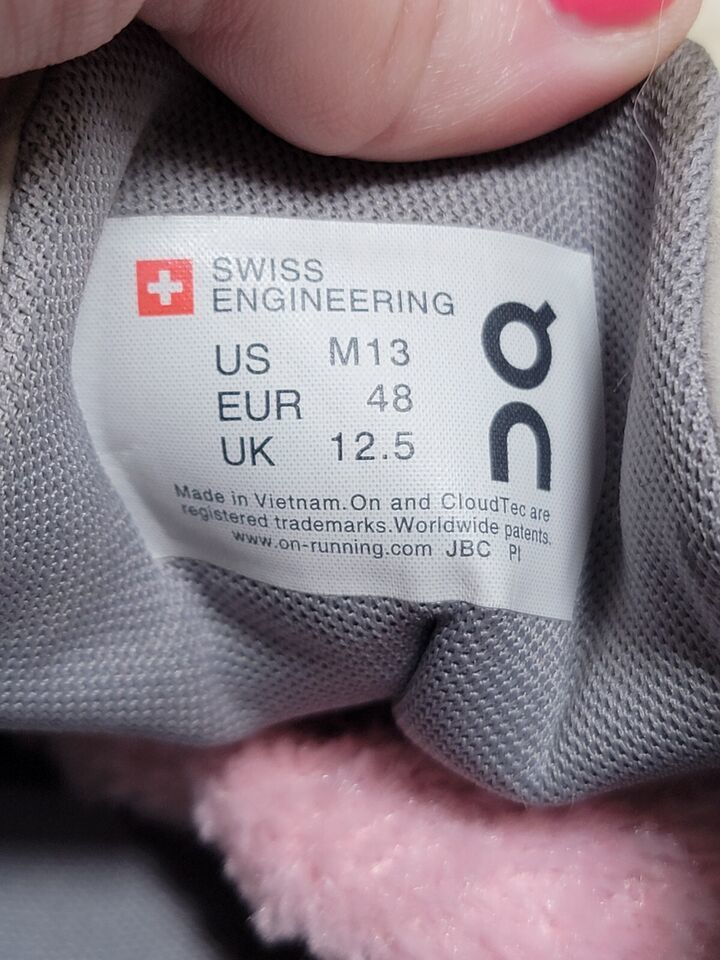 SWISS
ENGINEERING
US M13
EUR 48
UK 12.5
Made in Vietnam.On and CloudTec are
registered trademarks.Worldwide patents.
www.on-running.com JBC PI